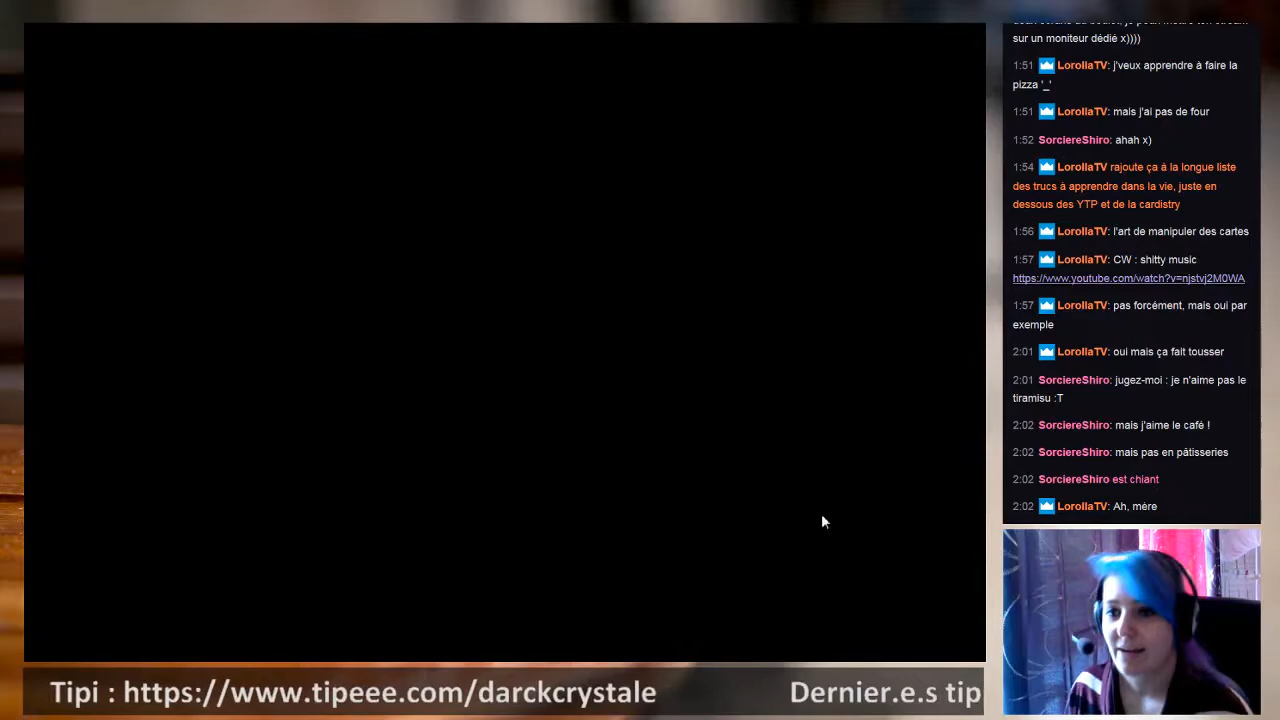 sur un moniteur dédié x))))
1:51 LorollaTV: j'veux apprendre à faire la
pizza '_'
1:51 LorollaTV: mais j'ai pas de four
1:52 SorciereShiro: ahah x)
1:54 LorollaTV rajoute ça à la longue liste
des trucs à apprendre dans la vie, juste en
dessous des YTP et de la cardistry
1:56 LorollaTV: l'art de manipuler des cartes
1:57 LorollaTV: CW : shitty music
https://www.youtube.com/watch?v=njstvj2M0WA
1:57 LorollaTV: pas forcément, mais oui par
exemple
2:01 LorollaTV: oui mais ça fait tousser
2:01 SorciereShiro: jugez-moi : je n'aime pas le
tiramisu :T
2:02 SorciereShiro: mais j'aime le café !
2:02 SorciereShiro: mais pas en pâtisseries
2:02 SorciereShiro est chiant
2:02 LorollaTV: Ah, mère
Tipi : https://www.tipeee.com/darckcrystale
Dernier.e.s tip